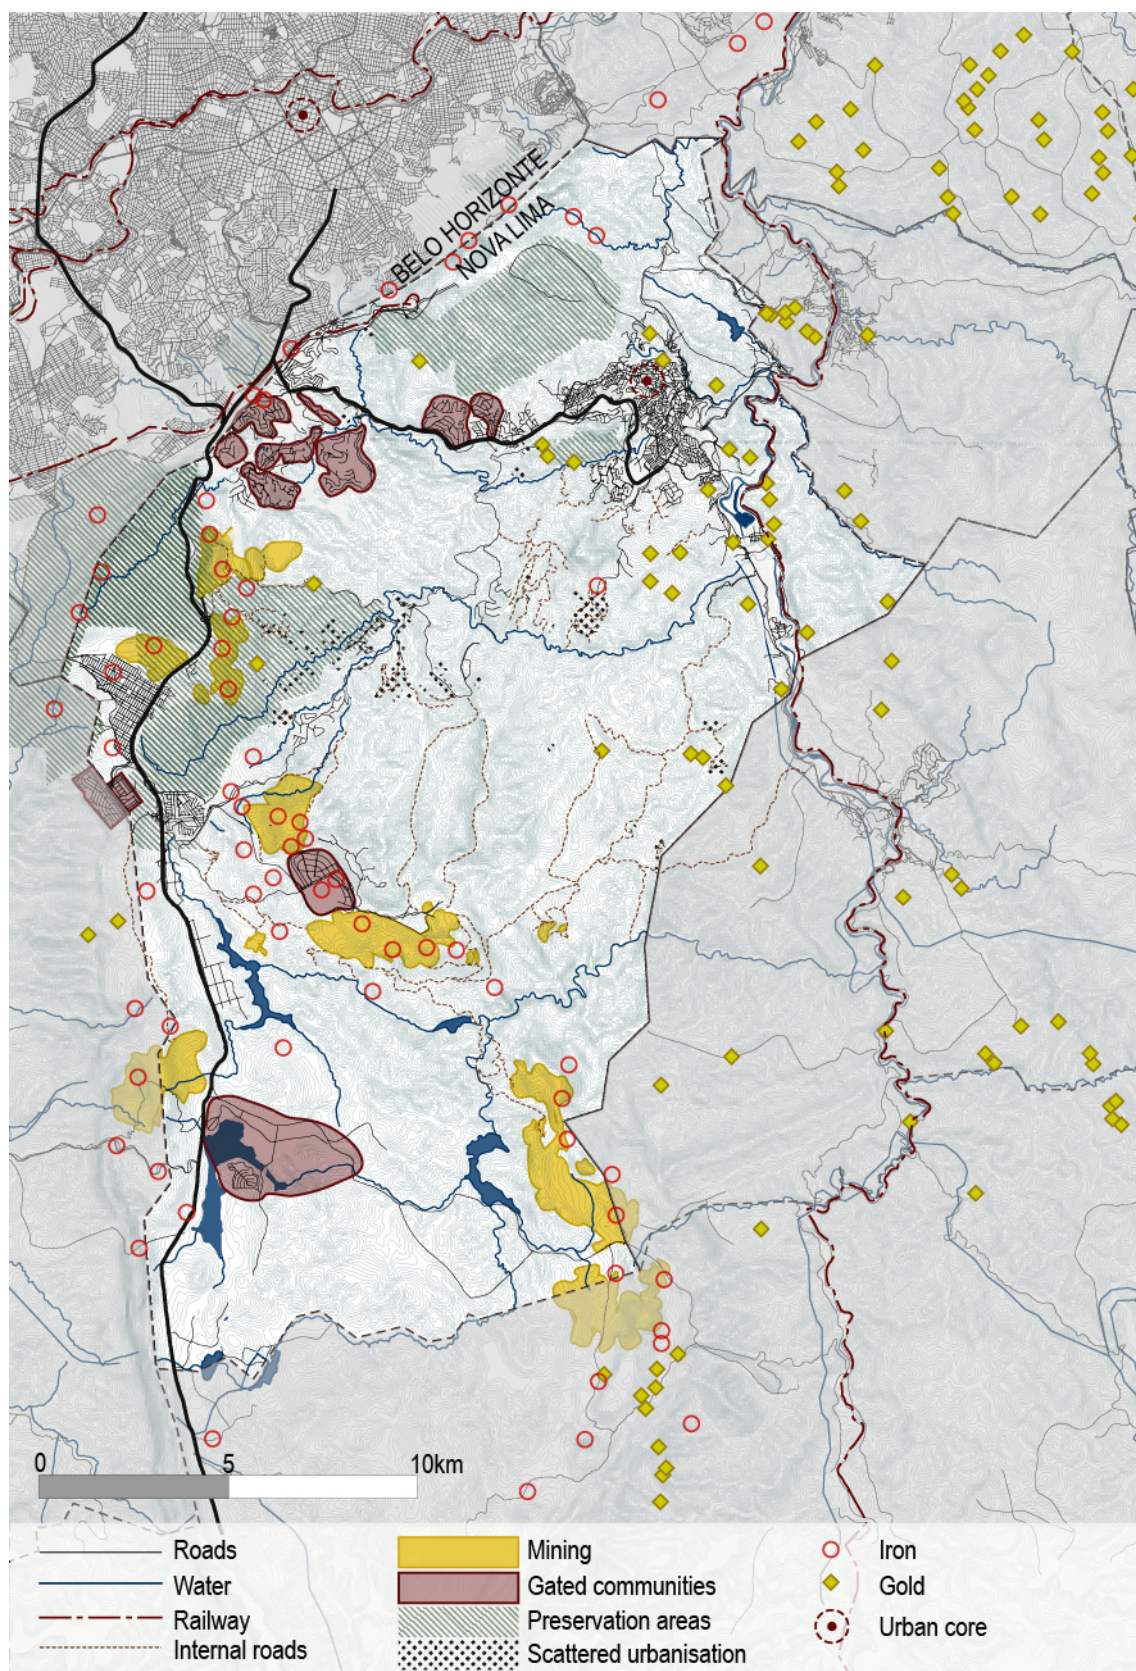 BELO HORIZONTE
NOVA LIMA
0 5 10km
Roads
Water
Railway
Internal roads
Mining
Gated communities
Preservation areas
Scattered urbanisation
Iron
Gold
Urban core